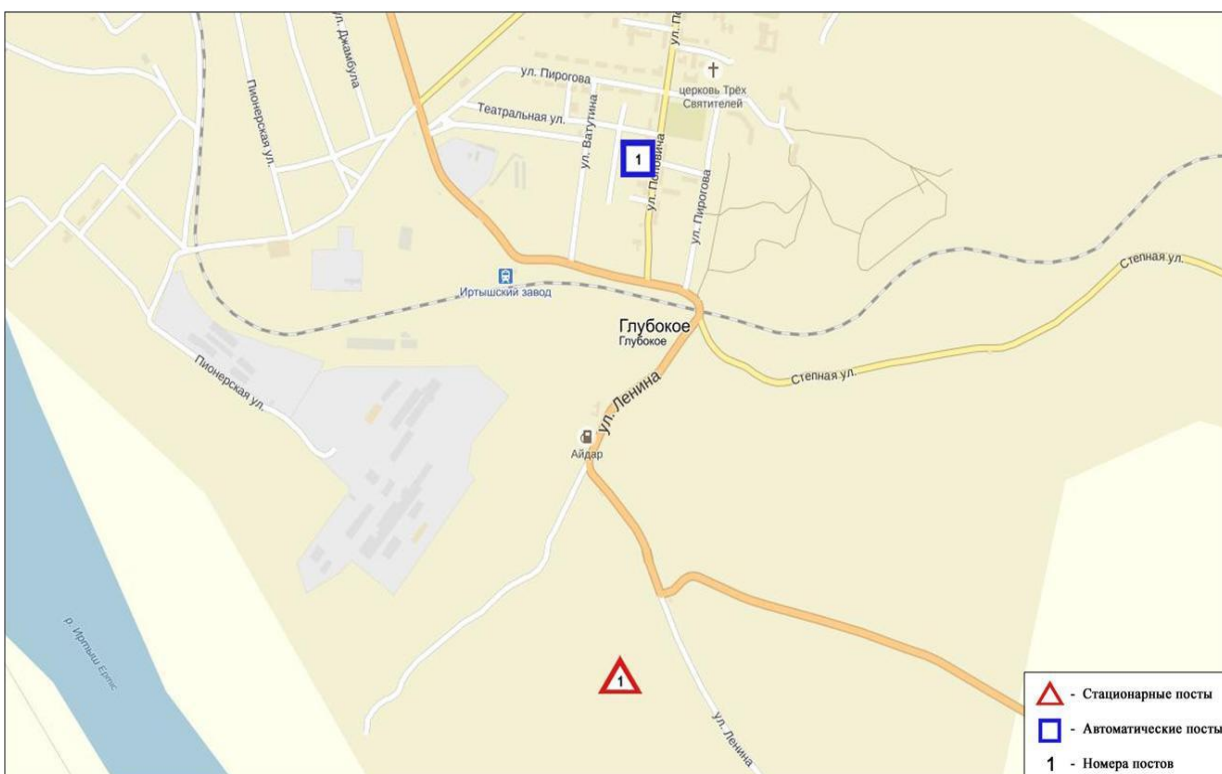 ул. Джамбула
Пионерская ул.
ул. Пирогова
Театральная ул.
ул. Ватутина
церковь Трёх
Святителей
1
ул. Поповича
ул. Пирогова
Степная ул.
Иртышский завод
Глубокое
Глубокое
Степная ул.
Пионерская ул.
ул. Ленина
Айдар
р. Иртыш Ертіс
1
ул. Ленина
- Стационарные посты
- Автоматические посты
1 - Номера постов